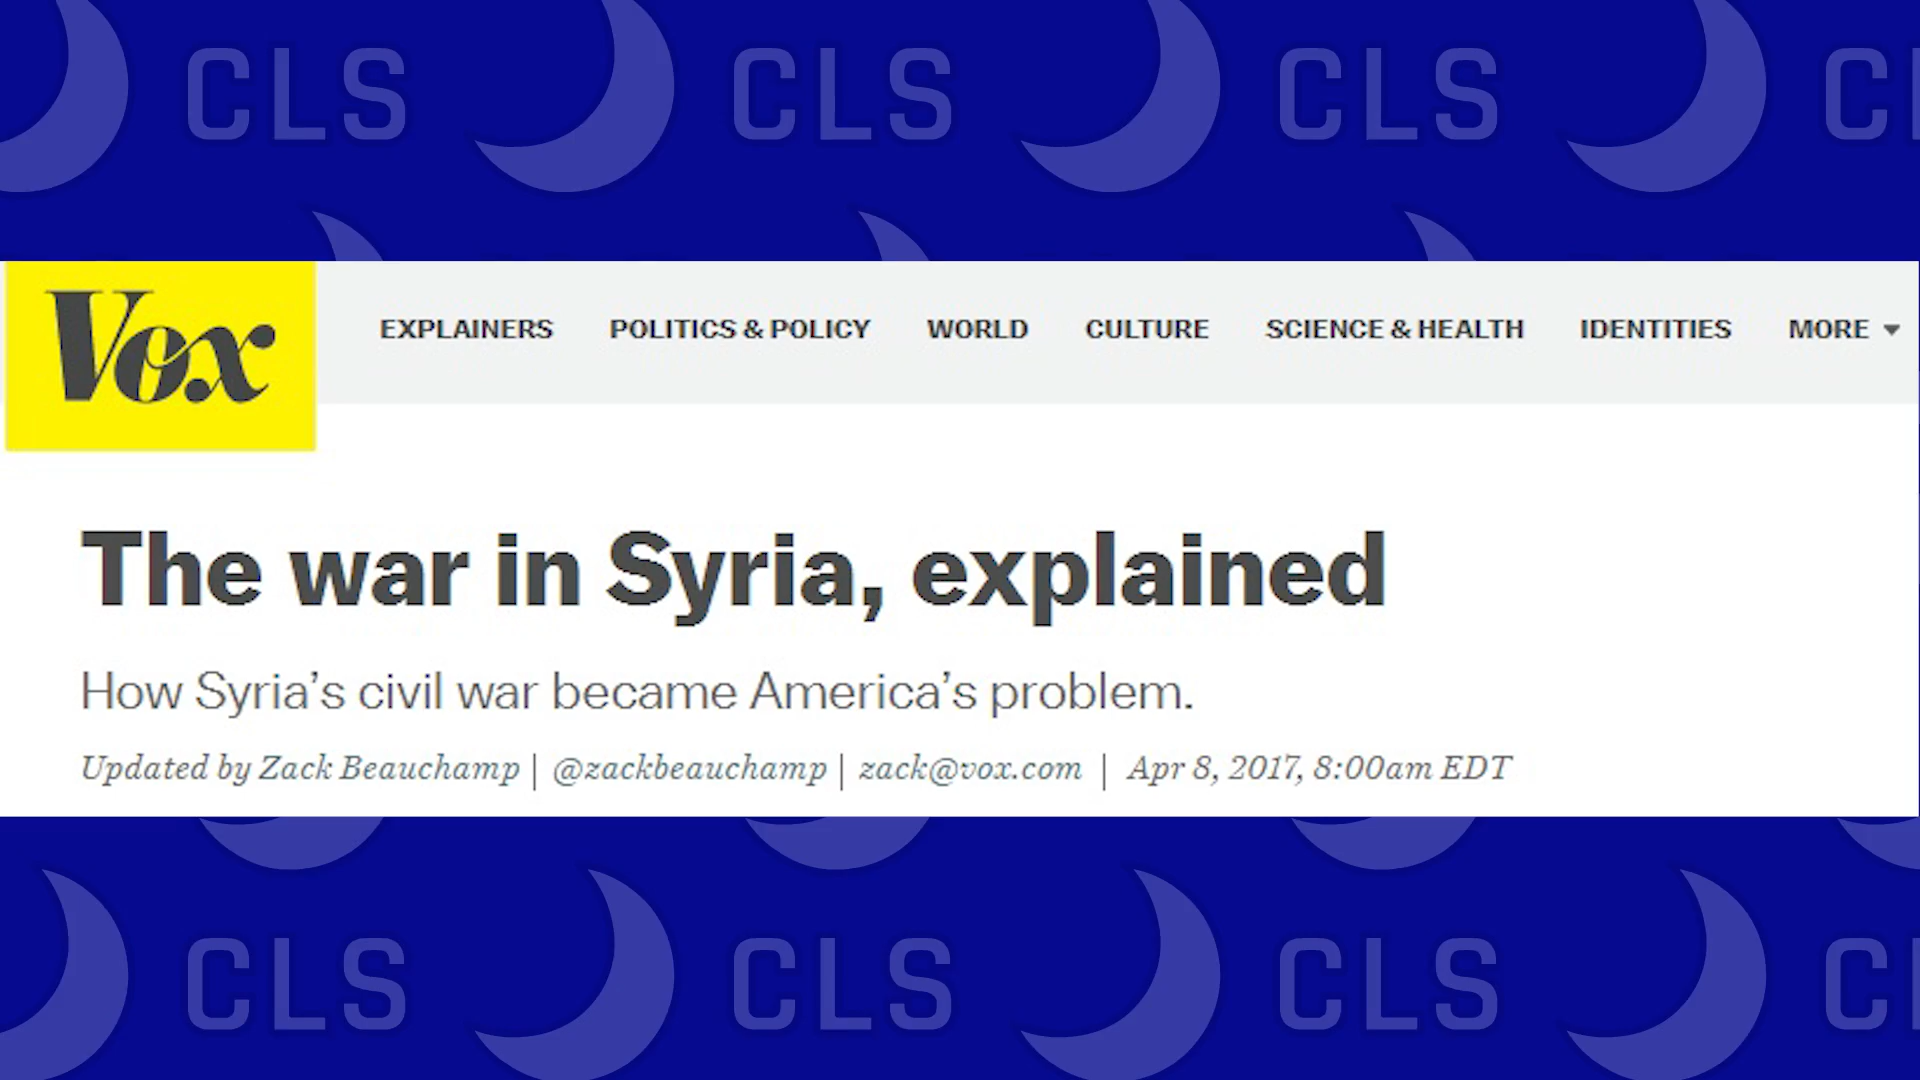 CLS CLS CLS CL
Vox
EXPLAINERS POLITICS & POLICY WORLD CULTURE SCIENCE & HEALTH IDENTITIES MORE
The war in Syria, explained
How Syria’s civil war became America’s problem.
Updated by Zack Beauchamp | @zackbeauchamp | zack@vox.com | Apr 8, 2017, 8:00am EDT
CLS CLS CLS CL